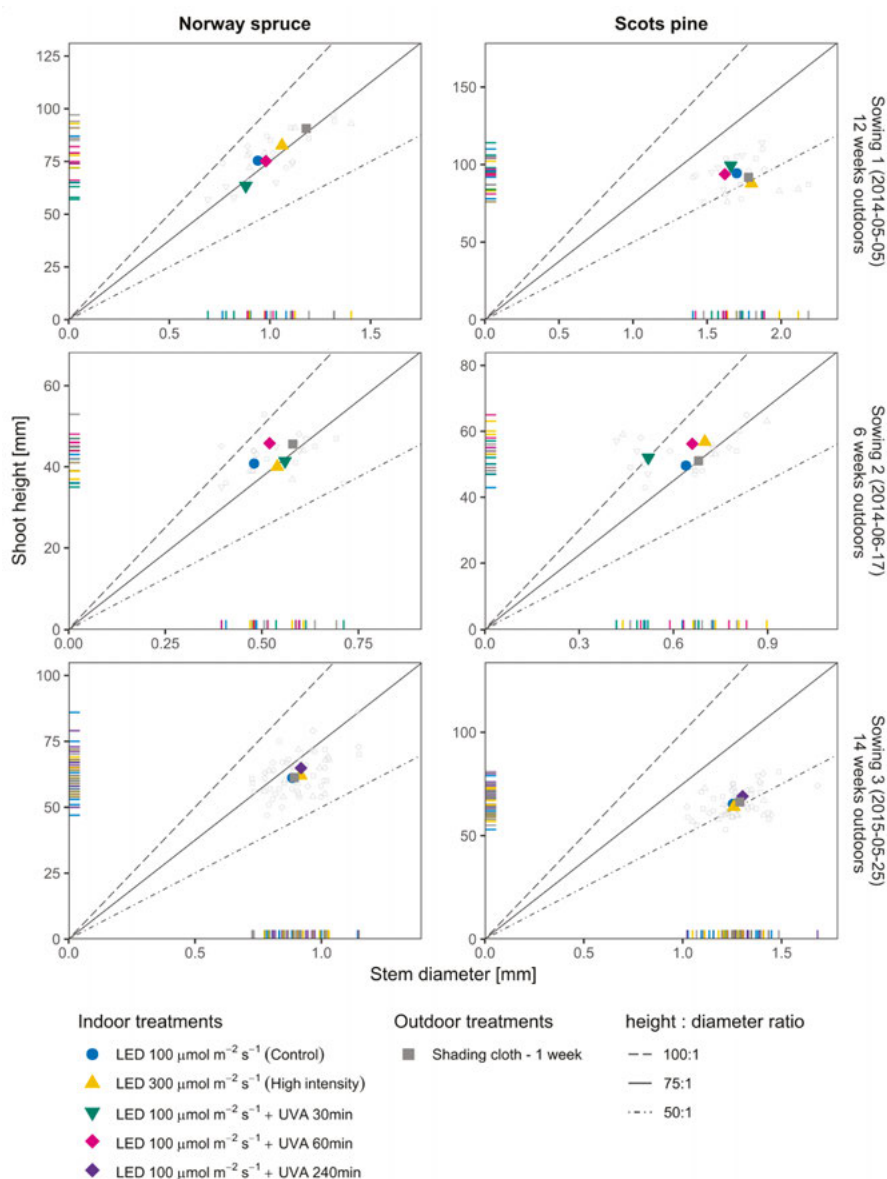 Norway spruce
Scots pine
125
100
75
50
25
0
0.0
0.5
1.0
1.5
150
100
50
0
0.0
0.5
1.0
1.5
2.0
Sowing 1 (2014-05-05)
12 weeks outdoors
Shoot height [mm]
60
40
20
0
0.00
0.25
0.50
0.75
80
60
40
20
0
0.0
0.3
0.6
0.9
Sowing 2 (2014-06-17)
6 weeks outdoors
100
75
50
25
0
0.0
0.5
1.0
100
50
0
0.0
0.5
1.0
1.5
Sowing 3 (2015-05-25)
14 weeks outdoors
Stem diameter [mm]
Indoor treatments
LED 100 μmol m⁻² s⁻¹ (Control)
LED 300 μmol m⁻² s⁻¹ (High intensity)
LED 100 μmol m⁻² s⁻¹ + UVA 30min
LED 100 μmol m⁻² s⁻¹ + UVA 60min
LED 100 μmol m⁻² s⁻¹ + UVA 240min
Outdoor treatments
Shading cloth - 1 week
height : diameter ratio
100:1
75:1
50:1